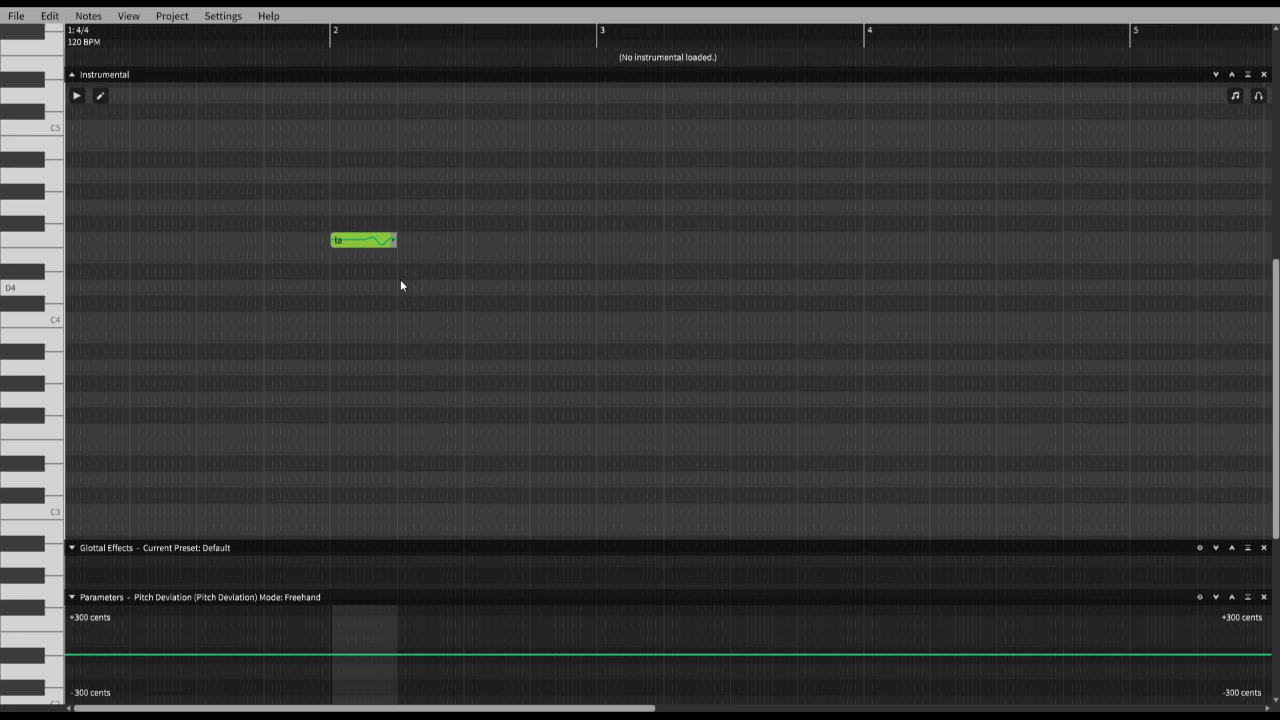 File Edit Notes View Project Settings Help
1: 4/4 2 3 4 5
120 BPM
(No instrumental loaded.)
Instrumental
C5
la
D4
C4
C3
Glottal Effects - Current Preset: Default
Parameters - Pitch Deviation (Pitch Deviation) Mode: Freehand
+300 cents +300 cents
-300 cents -300 cents